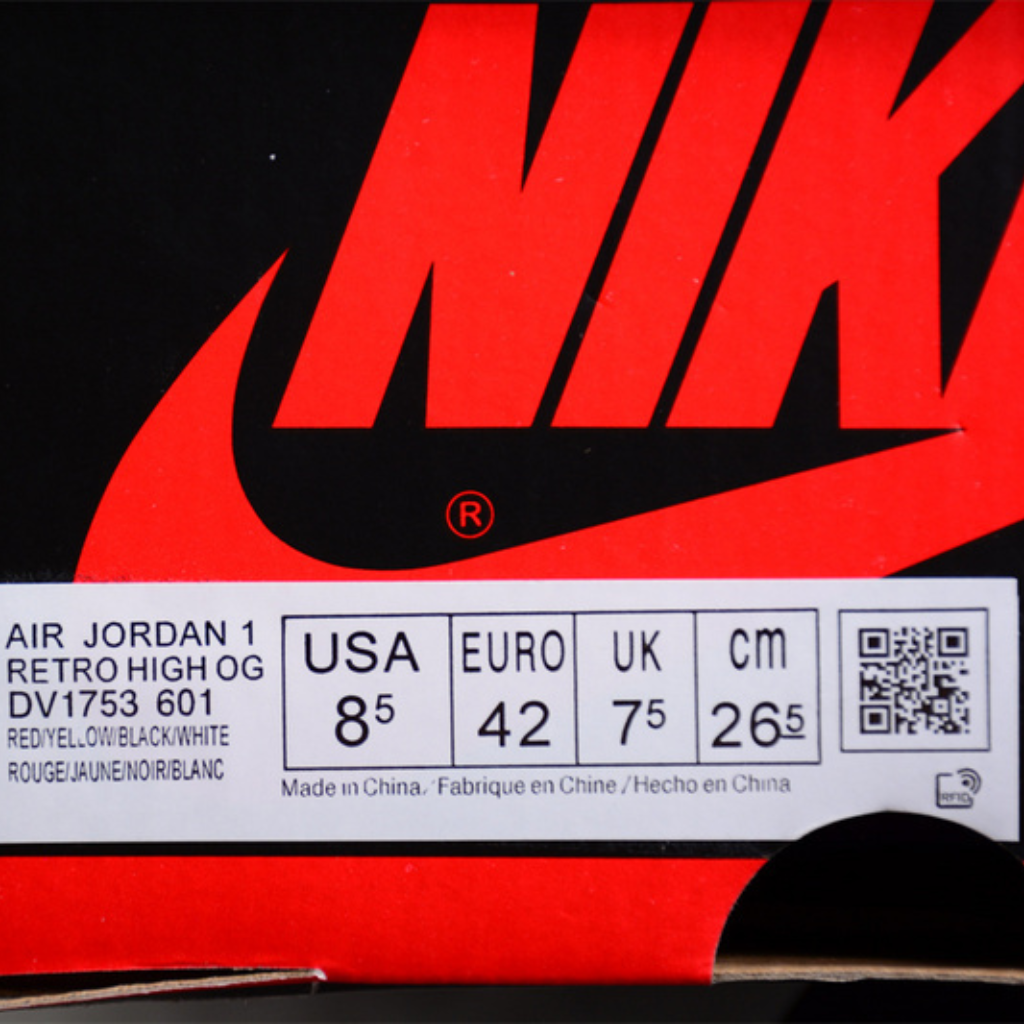 NIK
®
AIR JORDAN 1
RETRO HIGH OG
DV1753 601
RED/YELLOW/BLACK/WHITE
ROUGE/JAUNE/NOIR/BLANC
USA EURO UK cm
8⁵ 42 7⁵ 26⁵
Made in China/Fabrique en Chine/Hecho en China
RFID